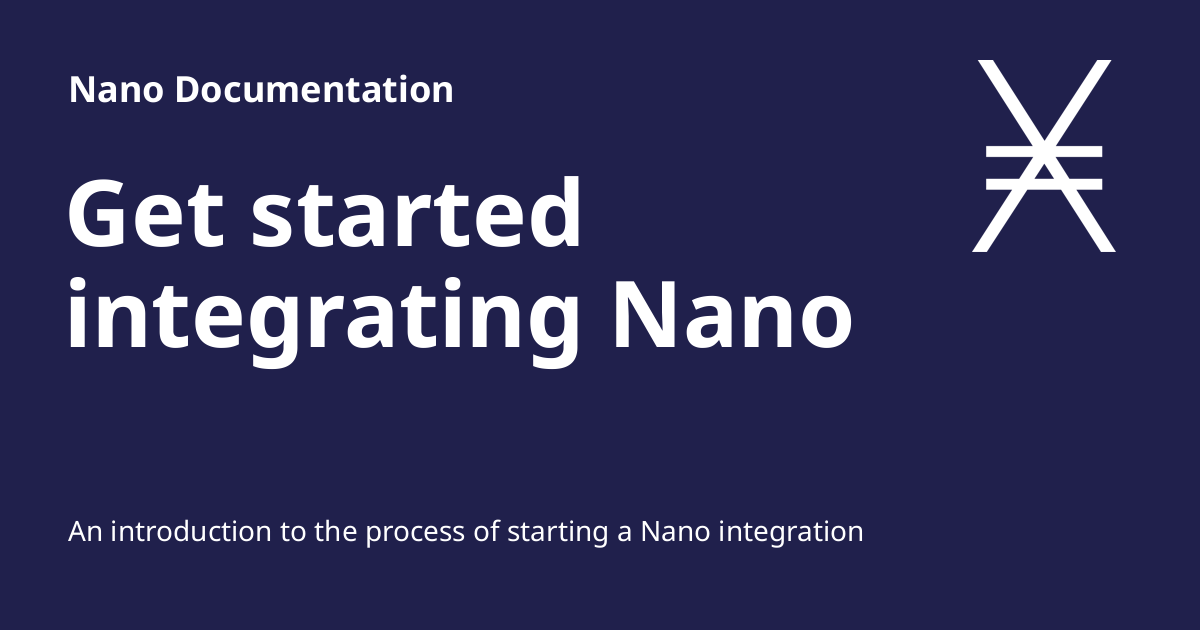 Nano Documentation
Get started
integrating Nano
An introduction to the process of starting a Nano integration